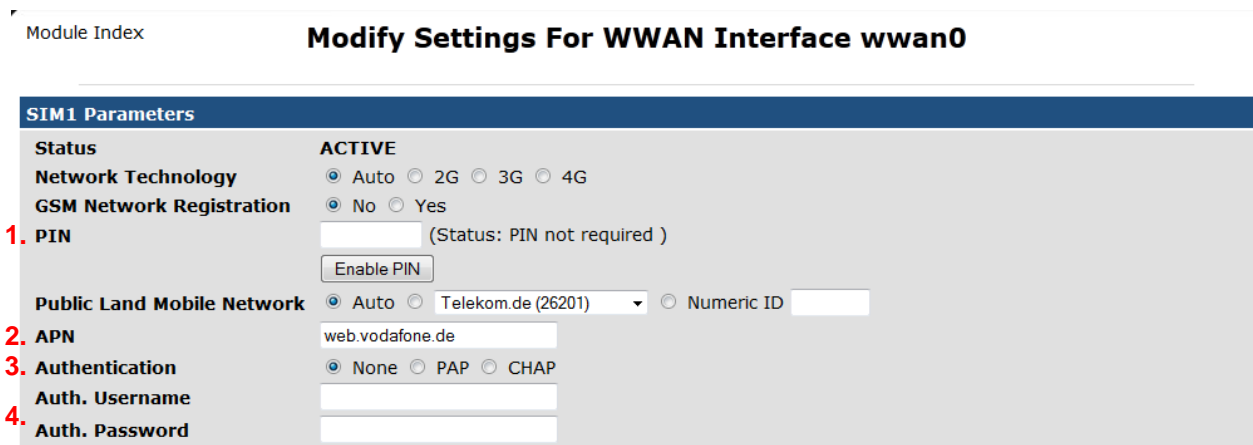 Module Index
Modify Settings For WWAN Interface wwan0
SIM1 Parameters
Status ACTIVE
Network Technology Auto 2G 3G 4G
GSM Network Registration No Yes
1. PIN (Status: PIN not required )
Enable PIN
Public Land Mobile Network Auto Telekom.de (26201) Numeric ID
2. APN web.vodafone.de
3. Authentication None PAP CHAP
Auth. Username
4.
Auth. Password